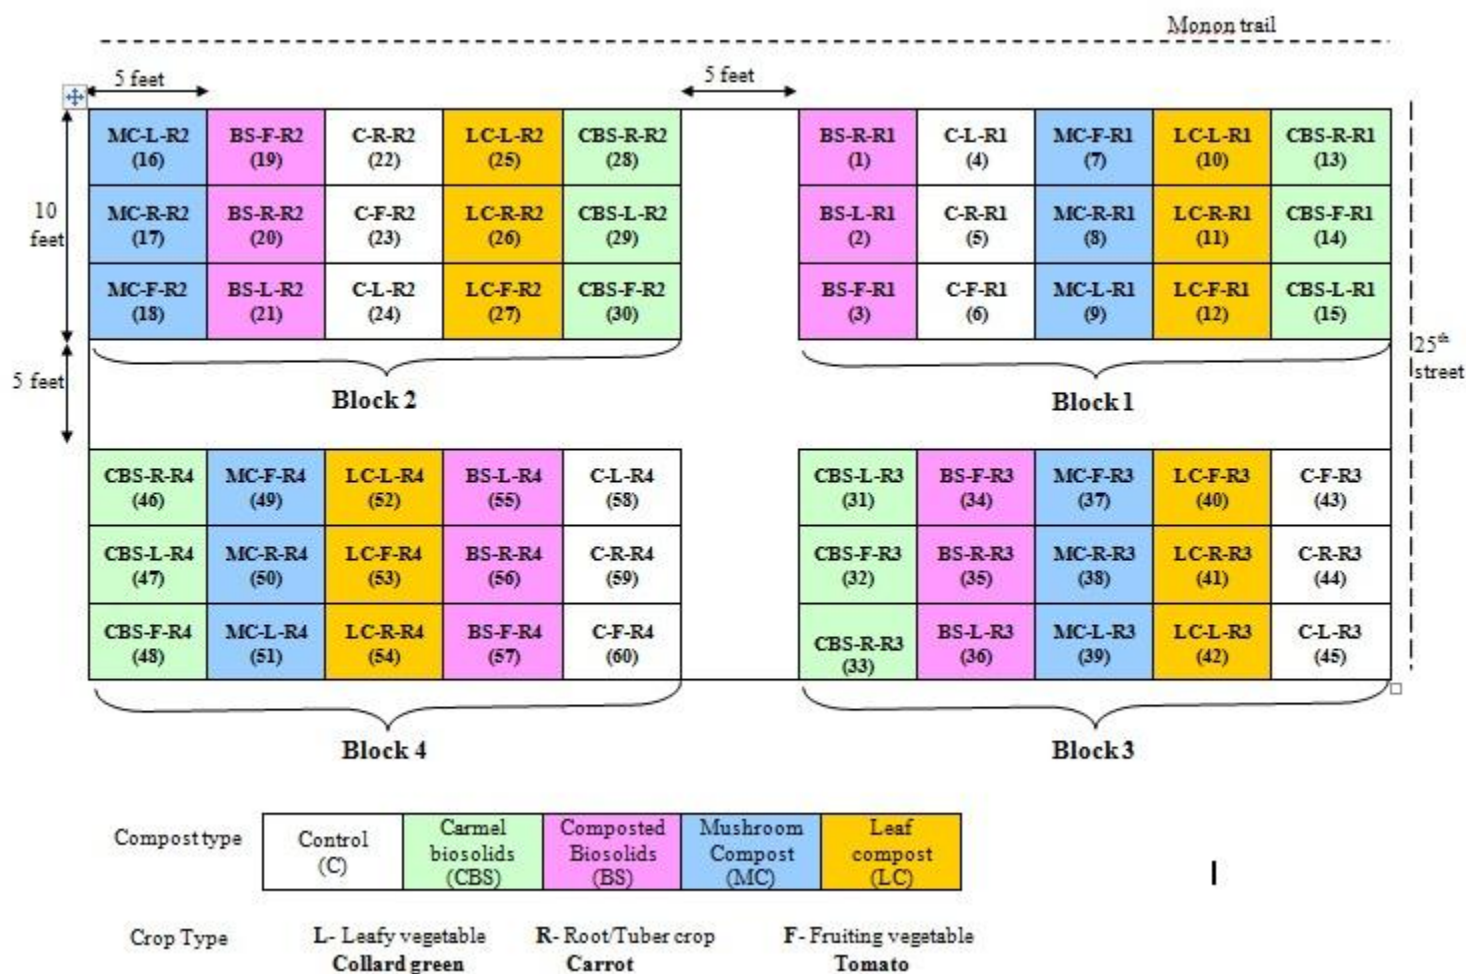 Monon trail
5 feet
5 feet
MC-L-R2 BS-F-R2 C-R-R2 LC-L-R2 CBS-R-R2 BS-R-R1 C-L-R1 MC-F-R1 LC-L-R1 CBS-R-R1
(16) (19) (22) (25) (28) (1) (4) (7) (10) (13)
10
feet
MC-R-R2 BS-R-R2 C-F-R2 LC-R-R2 CBS-L-R2 BS-L-R1 C-R-R1 MC-R-R1 LC-R-R1 CBS-F-R1
(17) (20) (23) (26) (29) (2) (5) (8) (11) (14)
MC-F-R2 BS-L-R2 C-L-R2 LC-F-R2 CBS-F-R2 BS-F-R1 C-F-R1 MC-L-R1 LC-F-R1 CBS-L-R1
(18) (21) (24) (27) (30) (3) (6) (9) (12) (15)
25th
street
5 feet
Block 2
Block 1
CBS-R-R4 MC-F-R4 LC-L-R4 BS-L-R4 C-L-R4 CBS-L-R3 BS-F-R3 MC-F-R3 LC-F-R3 C-F-R3
(46) (49) (52) (55) (58) (31) (34) (37) (40) (43)
CBS-L-R4 MC-R-R4 LC-F-R4 BS-R-R4 C-R-R4 CBS-F-R3 BS-R-R3 MC-R-R3 LC-R-R3 C-R-R3
(47) (50) (53) (56) (59) (32) (35) (38) (41) (44)
CBS-F-R4 MC-L-R4 LC-R-R4 BS-F-R4 C-F-R4 CBS-R-R3 BS-L-R3 MC-L-R3 LC-L-R3 C-L-R3
(48) (51) (54) (57) (60) (33) (36) (39) (42) (45)
Block 4
Block 3
Compost type
Control
(C)
Carmel
biosolids
(CBS)
Composted
Biosolids
(BS)
Mushroom
Compost
(MC)
Leaf
compost
(LC)
Crop Type
L- Leafy vegetable
Collard green
R- Root/Tuber crop
Carrot
F- Fruiting vegetable
Tomato